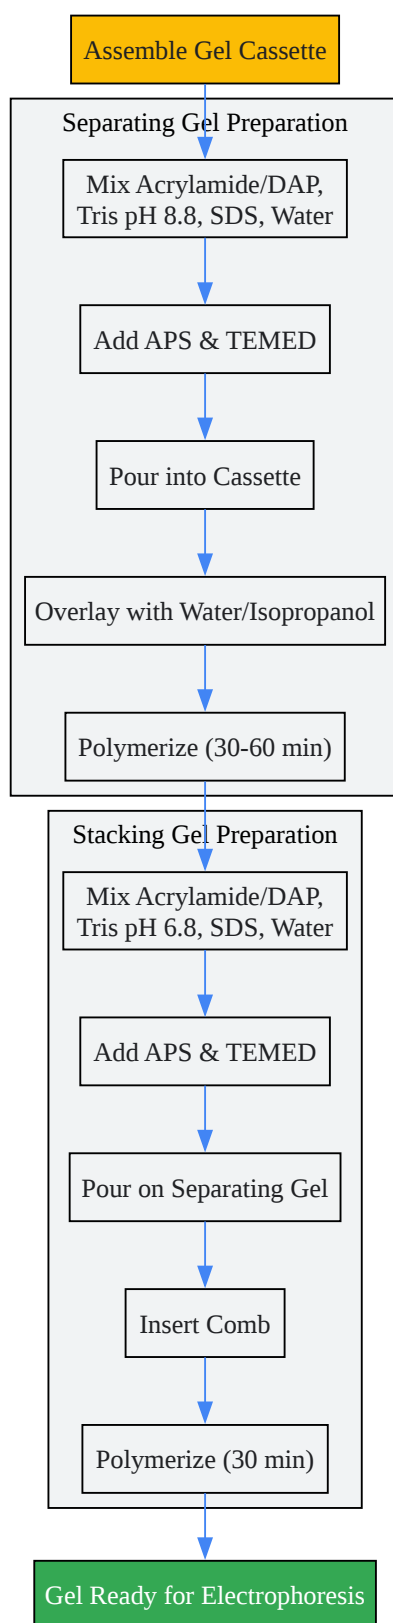 Assemble Gel Cassette
Separating Gel Preparation
Mix Acrylamide/DAP,
Tris pH 8.8, SDS, Water
Add APS & TEMED
Pour into Cassette
Overlay with Water/Isopropanol
Polymerize (30-60 min)
Stacking Gel Preparation
Mix Acrylamide/DAP,
Tris pH 6.8, SDS, Water
Add APS & TEMED
Pour on Separating Gel
Insert Comb
Polymerize (30 min)
Gel Ready for Electrophoresis